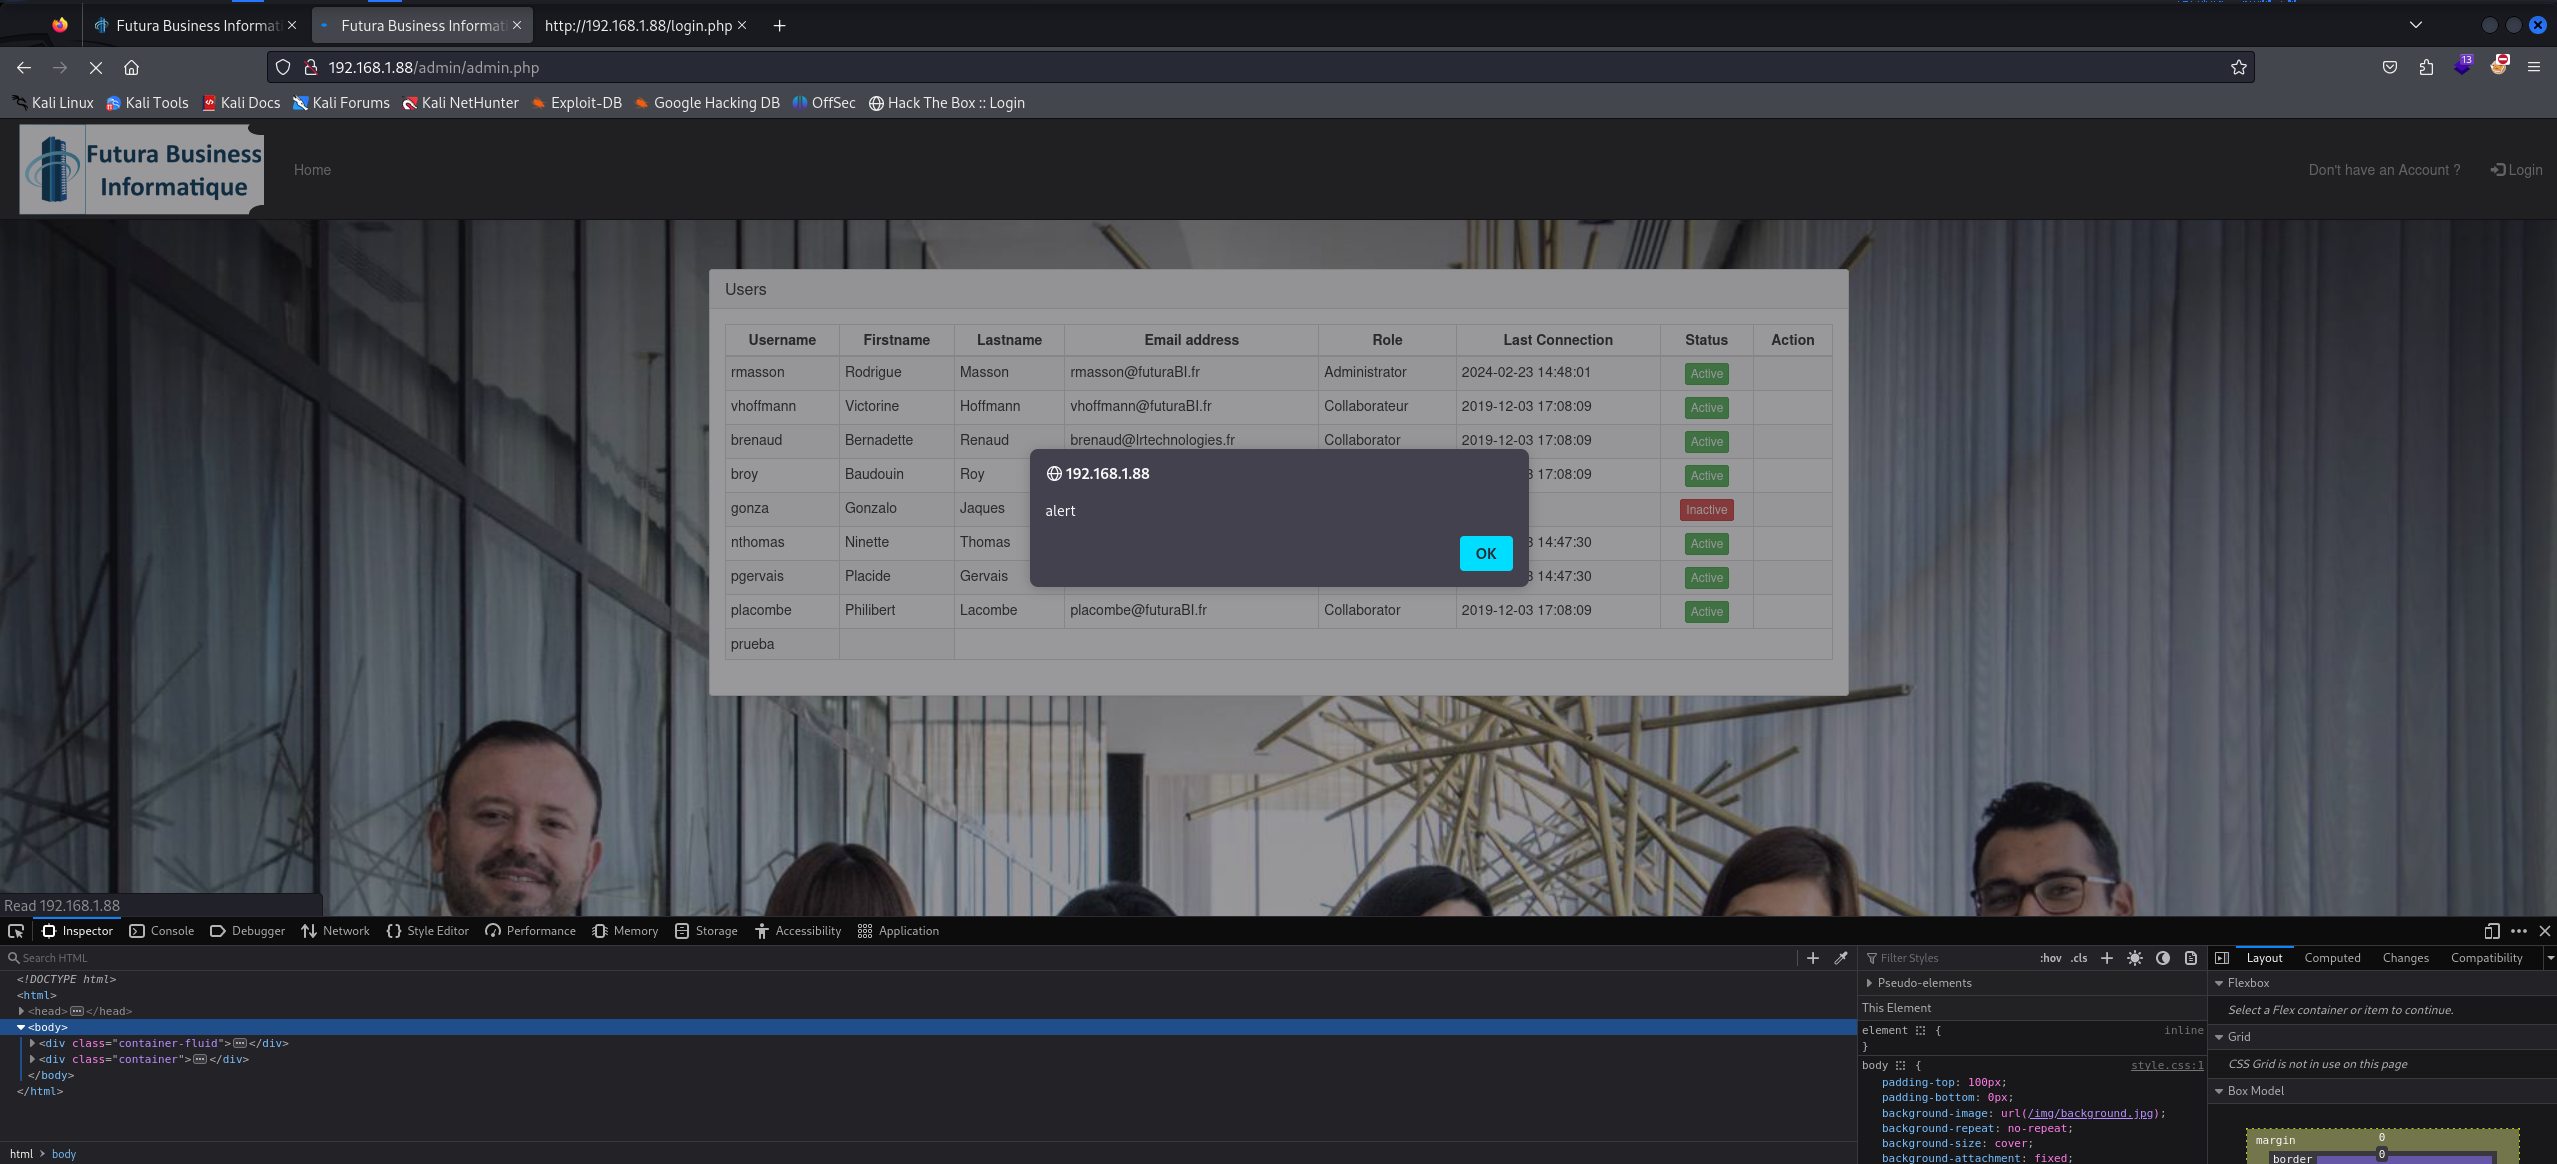 Futura Business Informat
Futura Business Informat
http://192.168.1.88/login.php
192.168.1.88/admin/admin.php
13
Kali Linux
Kali Tools
Kali Docs
Kali Forums
Kali NetHunter
Exploit-DB
Google Hacking DB
OffSec
Hack The Box :: Login
Futura Business
Informatique
Home
Don't have an Account ?
Login
Users
Username Firstname Lastname Email address Role Last Connection Status Action
rmasson Rodrigue Masson rmasson@futuraBI.fr Administrator 2024-02-23 14:48:01 Active
vhoffmann Victorine Hoffmann vhoffmann@futuraBI.fr Collaborateur 2019-12-03 17:08:09 Active
brenaud Bernadette Renaud brenaud@lrtechnologies.fr Collaborator 2019-12-03 17:08:09 Active
broy Baudouin Roy 3 17:08:09 Active
gonza Gonzalo Jaques Inactive
nthomas Ninette Thomas 3 14:47:30 Active
pgervais Placide Gervais 3 14:47:30 Active
placombe Philibert Lacombe placombe@futuraBI.fr Collaborator 2019-12-03 17:08:09 Active
prueba
192.168.1.88
alert
OK
Read 192.168.1.88
Inspector Console Debugger Network Style Editor Performance Memory Storage Accessibility Application
Search HTML
<!DOCTYPE html>
<html>
<head></head>
<body>
<div class="container-fluid"></div>
<div class="container"></div>
</body>
</html>
html > body
Filter Styles
:hov .cls
Pseudo-elements
This Element
element { inline
}
body { style.css:1
padding-top: 100px;
padding-bottom: 0px;
background-image: url(/img/background.jpg);
background-repeat: no-repeat;
background-size: cover;
background-attachment: fixed;
Layout Computed Changes Compatibility
Flexbox
Select a Flex container or item to continue.
Grid
CSS Grid is not in use on this page
Box Model
margin 0
border 0